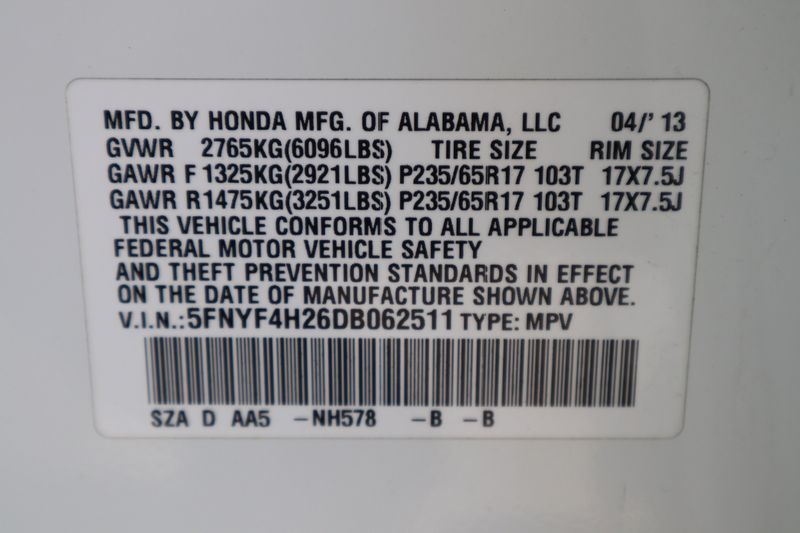 MFD. BY HONDA MFG. OF ALABAMA, LLC 04/'13
GVWR 2765KG(6096LBS) TIRE SIZE RIM SIZE
GAWR F 1325KG(2921LBS) P235/65R17 103T 17X7.5J
GAWR R1475KG(3251LBS) P235/65R17 103T 17X7.5J
THIS VEHICLE CONFORMS TO ALL APPLICABLE
FEDERAL MOTOR VEHICLE SAFETY
AND THEFT PREVENTION STANDARDS IN EFFECT
ON THE DATE OF MANUFACTURE SHOWN ABOVE.
V.I.N.:5FNYF4H26DB062511 TYPE: MPV
SZA D AA5 -NH578 -B -B